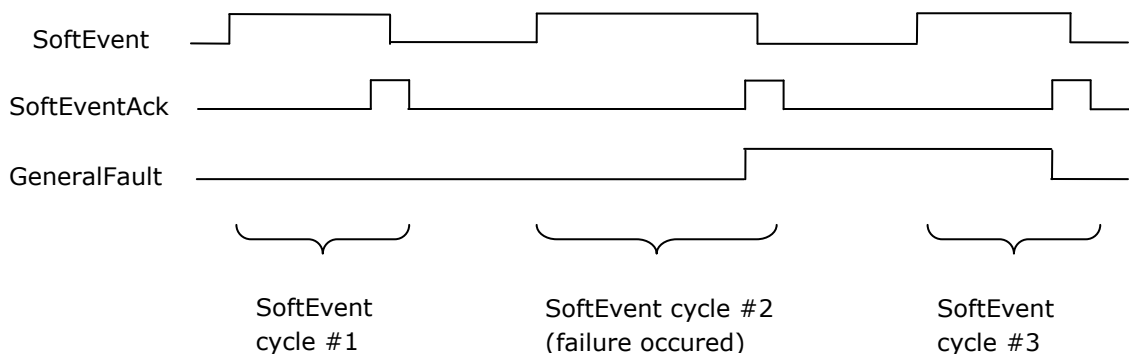 SoftEvent
SoftEventAck
GeneralFault
SoftEvent
cycle #1
SoftEvent cycle #2
(failure occured)
SoftEvent
cycle #3